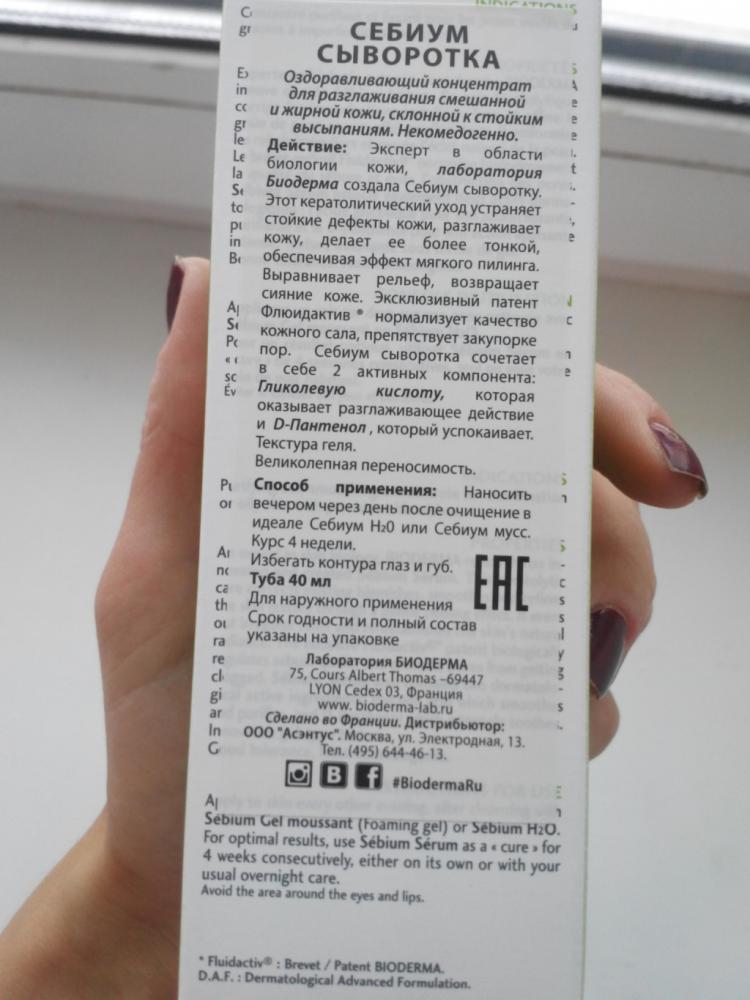 INDICATIONS
СЕБИУМ
СЫВОРОТКА
Оздоравливающий концентрат
для разглаживания смешанной
и жирной кожи, склонной к стойким
высыпаниям. Некомедогенно.
Действие: Эксперт в области
биологии кожи, лаборатория
Биодерма создала Себиум сыворотку.
Этот кератолитический уход устраняет
стойкие дефекты кожи, разглаживает
кожу, делает ее более тонкой,
обеспечивая эффект мягкого пилинга.
Выравнивает рельеф, возвращает
сияние коже. Эксклюзивный патент
Флюидактив ® нормализует качество
кожного сала, препятствует закупорке
пор. Себиум сыворотка сочетает
в себе 2 активных компонента:
Гликолевую кислоту, которая
оказывает разглаживающее действие
и D-Пантенол , который успокаивает.
Текстура геля.
Великолепная переносимость.
Способ применения: Наносить
вечером через день после очищение в
идеале Себиум H2O или Себиум мусс.
Курс 4 недели.
Избегать контура глаз и губ.
Туба 40 мл
Для наружного применения
Срок годности и полный состав
указаны на упаковке
EAC
Лаборатория БИОДЕРМА
75, Cours Albert Thomas –69447
LYON Cedex 03, Франция
www. bioderma-lab.ru
Сделано во Франции. Дистрибьютор:
ООО "Асэнтус". Москва, ул. Электродная, 13.
Тел. (495) 644-46-13.
#BiodermaRu
Sébium Gel moussant (Foaming gel) or Sébium H2O.
For optimal results, use Sébium Sérum as a « cure » for
4 weeks consecutively, either on its own or with your
usual overnight care.
Avoid the area around the eyes and lips.
* Fluidactiv® : Brevet / Patent BIODERMA.
D.A.F. : Dermatological Advanced Formulation.